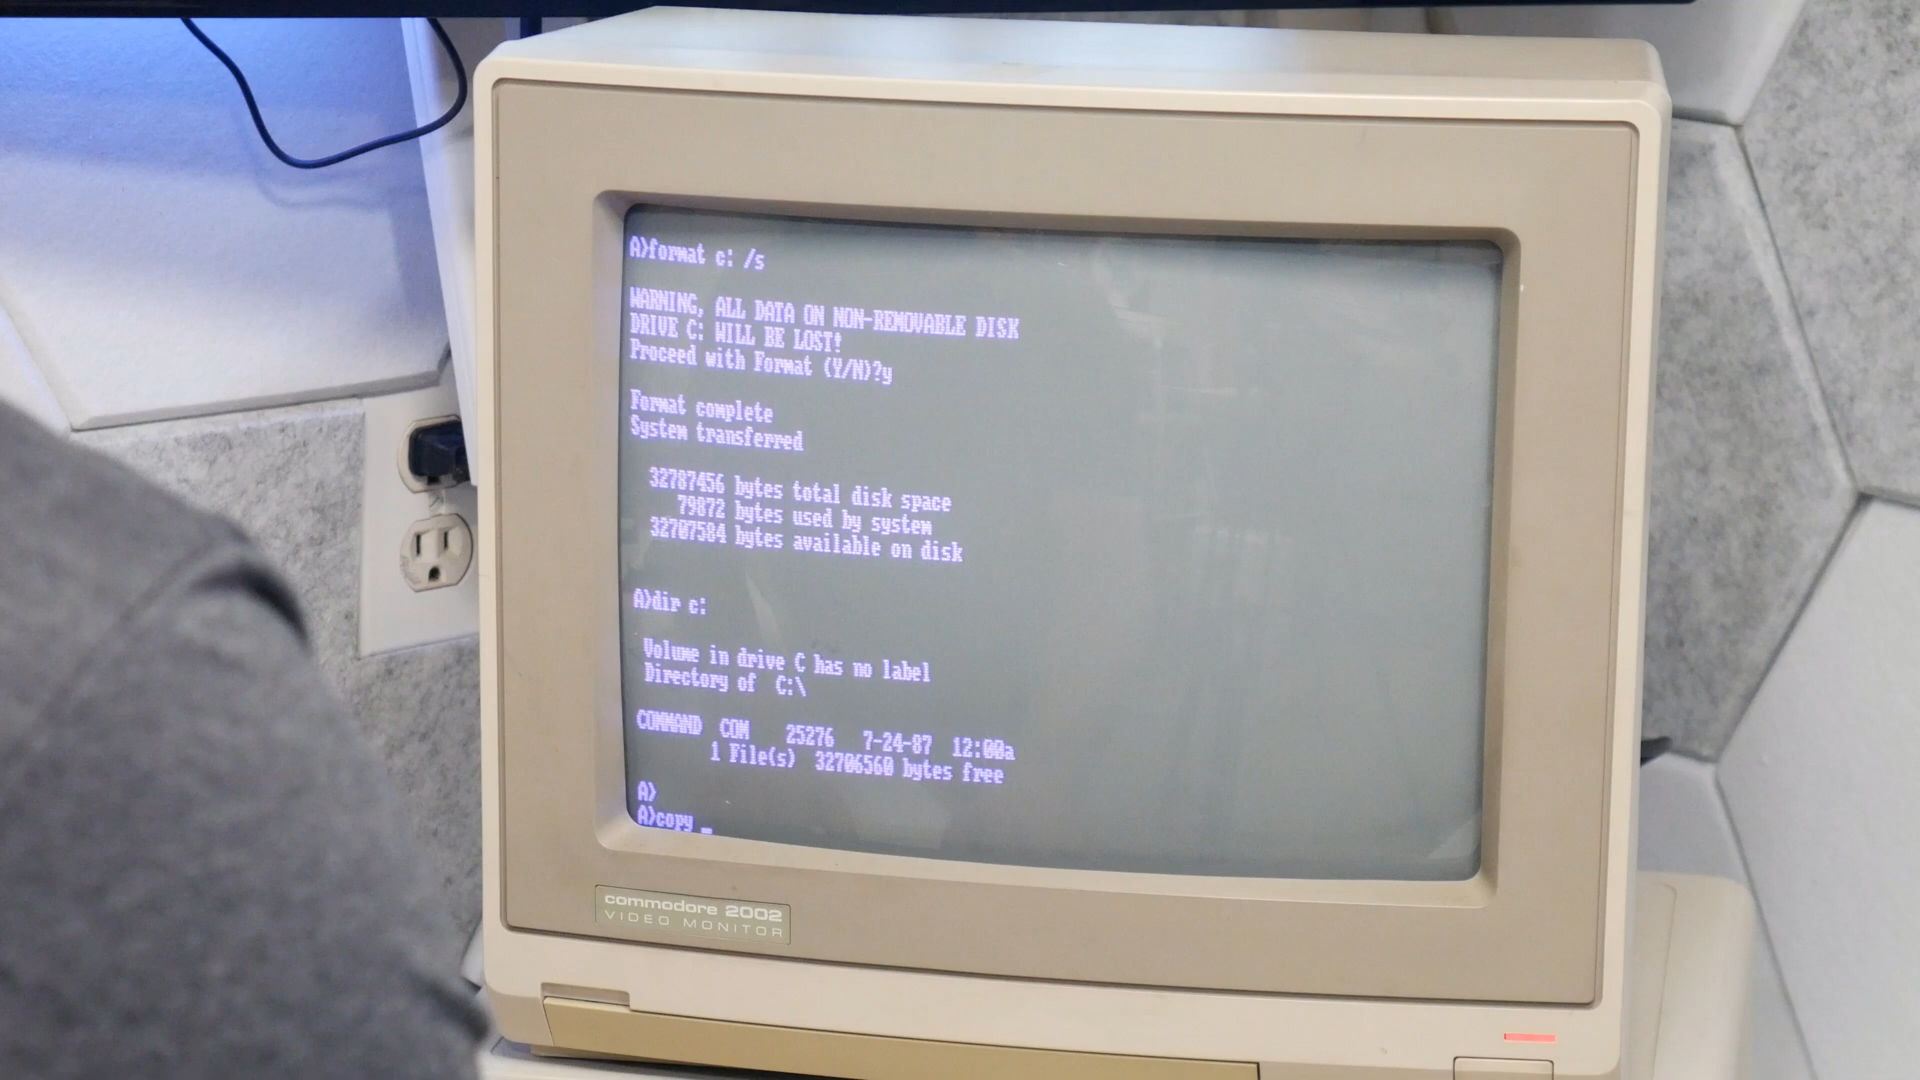 A>format c: /s
WARNING, ALL DATA ON NON-REMOVABLE DISK
DRIVE C: WILL BE LOST!
Proceed with Format (Y/N)?y
Format complete
System transferred
32787456 bytes total disk space
79872 bytes used by system
32707584 bytes available on disk
A>dir c:
Volume in drive C has no label
Directory of  C:\
COMMAND  COM    25276   7-24-87  12:00a
1 File(s)  32706560 bytes free
A>
A>copy _
commodore 2002
VIDEO MONITOR